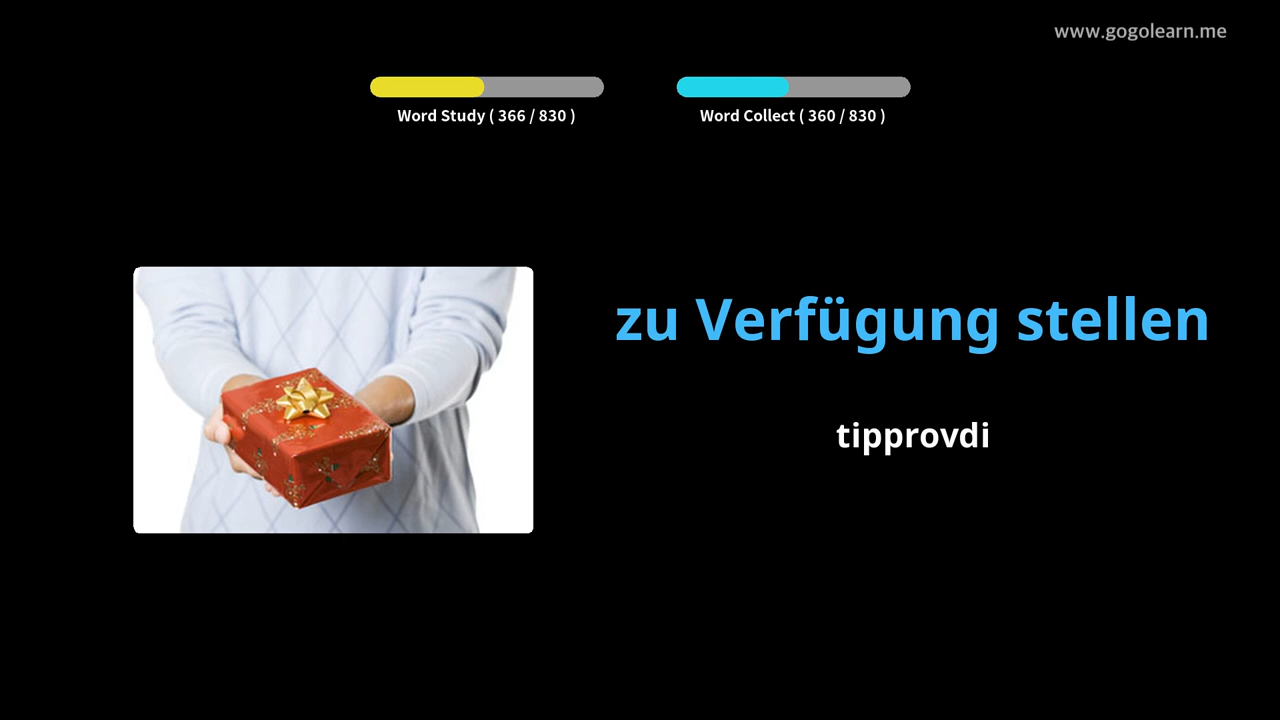 www.gogolearn.me
Word Study ( 366 / 830 )
Word Collect ( 360 / 830 )
zu Verfügung stellen
tipprovdi